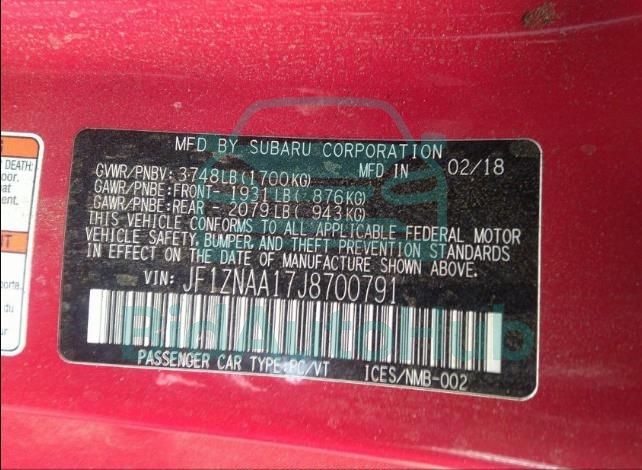 DEATH:
MFD BY SUBARU CORPORATION
GVWR/PNBV: 3748LB(1700KG) MFD IN 02/18
GAWR/PNBE:FRONT- 1931LB( 876KG)
GAWR/PNBE:REAR - 2079LB( 943KG)
THIS VEHICLE CONFORMS TO ALL APPLICABLE FEDERAL MOTOR
VEHICLE SAFETY, BUMPER, AND THEFT PREVENTION STANDARDS
IN EFFECT ON THE DATE OF MANUFACTURE SHOWN ABOVE.
VIN: JF1ZNAA17J8700791
BidAutoHub
PASSENGER CAR TYPE:PC/VT ICES/NMB-002